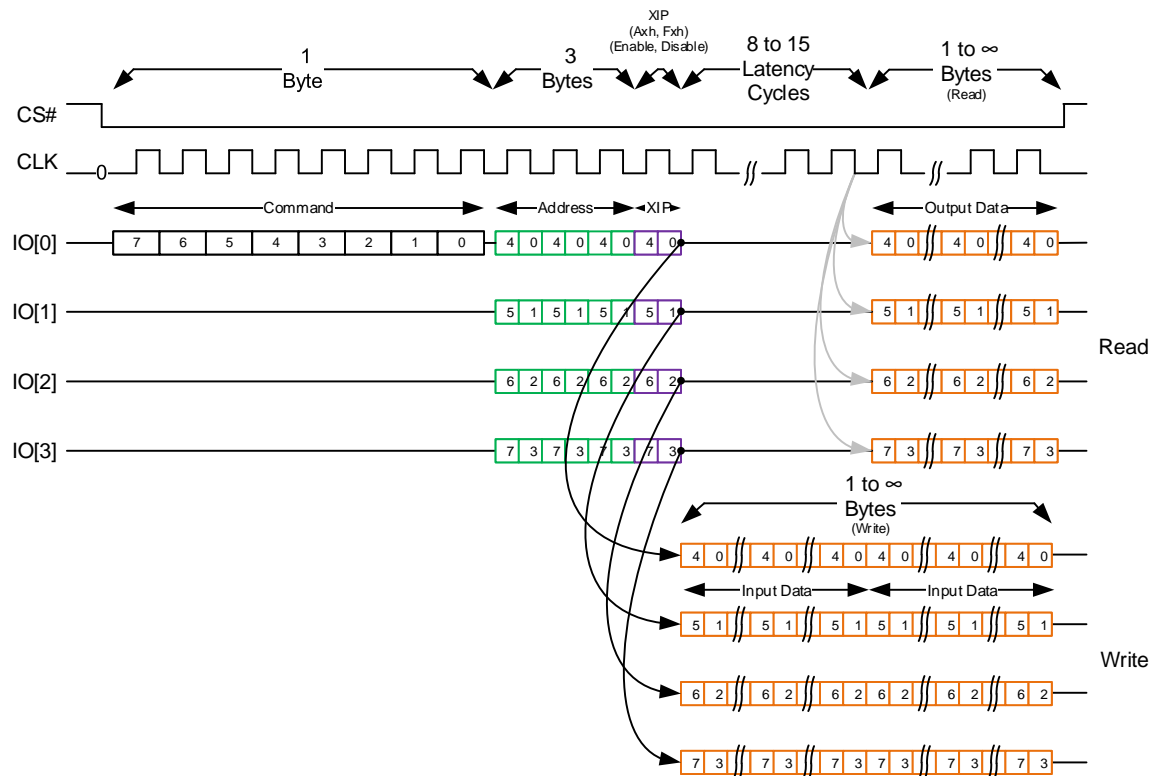 XIP
(Axh, Fxh)
(Enable, Disable)
1
Byte
3
Bytes
8 to 15
Latency
Cycles
1 to ∞
Bytes
(Read)
CS#
CLK
0
Command
Address
XIP
Output Data
IO[0]
7 6 5 4 3 2 1 0 4 0 4 0 4 0 4 0 4 0 4 0 4 0
IO[1]
5 1 5 1 5 1 5 1 5 1 5 1 5 1
Read
IO[2]
6 2 6 2 6 2 6 2 6 2 6 2 6 2
IO[3]
7 3 7 3 7 3 7 3 7 3 7 3 7 3
1 to ∞
Bytes
(Write)
4 0 4 0 4 0 4 0 4 0 4 0
Input Data Input Data
5 1 5 1 5 1 5 1 5 1 5 1
Write
6 2 6 2 6 2 6 2 6 2 6 2
7 3 7 3 7 3 7 3 7 3 7 3